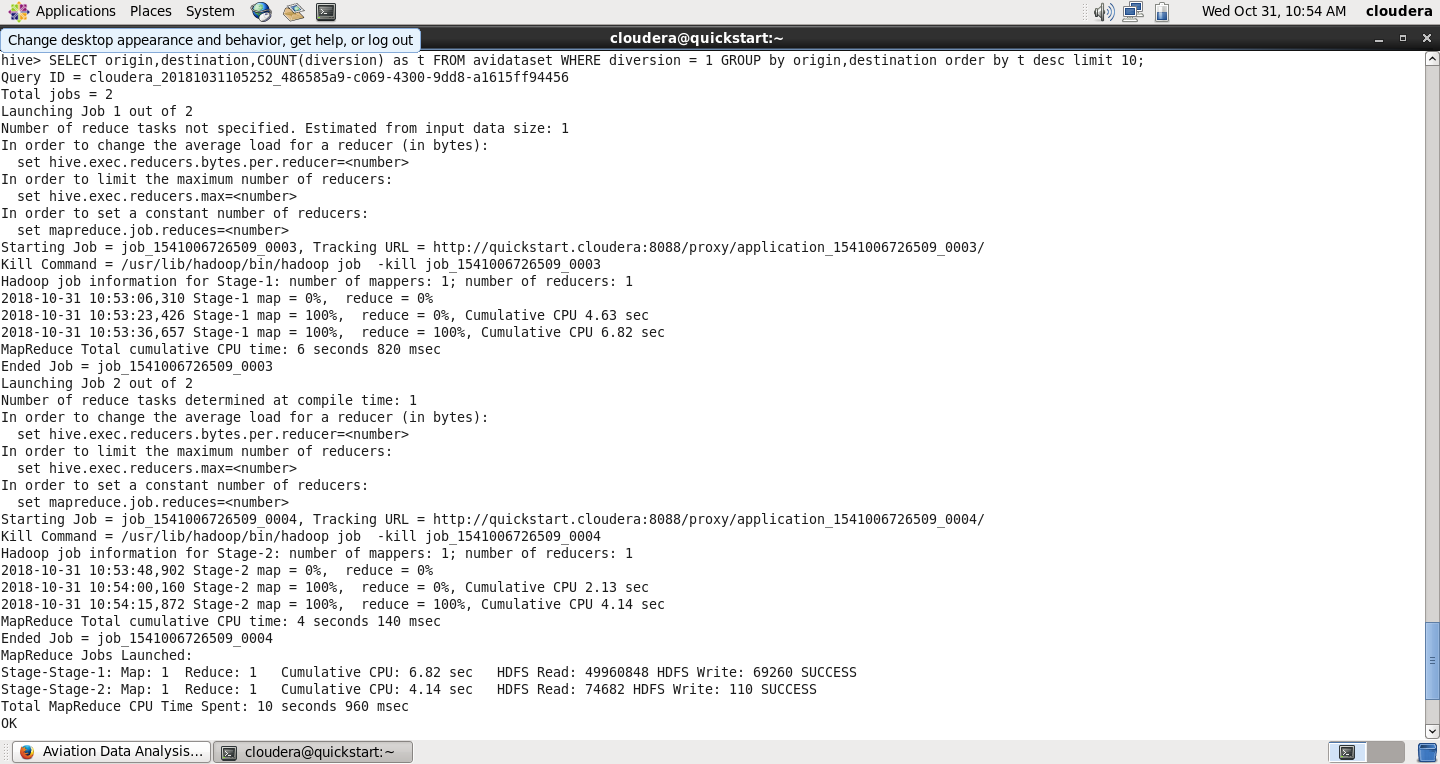 Applications Places System Wed Oct 31, 10:54 AM cloudera
Change desktop appearance and behavior, get help, or log out
cloudera@quickstart:~
hive> SELECT origin,destination,COUNT(diversion) as t FROM avidataset WHERE diversion = 1 GROUP by origin,destination order by t desc limit 10;
Query ID = cloudera_20181031105252_486585a9-c069-4300-9dd8-a1615ff94456
Total jobs = 2
Launching Job 1 out of 2
Number of reduce tasks not specified. Estimated from input data size: 1
In order to change the average load for a reducer (in bytes):
  set hive.exec.reducers.bytes.per.reducer=<number>
In order to limit the maximum number of reducers:
  set hive.exec.reducers.max=<number>
In order to set a constant number of reducers:
  set mapreduce.job.reduces=<number>
Starting Job = job_1541006726509_0003, Tracking URL = http://quickstart.cloudera:8088/proxy/application_1541006726509_0003/
Kill Command = /usr/lib/hadoop/bin/hadoop job  -kill job_1541006726509_0003
Hadoop job information for Stage-1: number of mappers: 1; number of reducers: 1
2018-10-31 10:53:06,310 Stage-1 map = 0%,  reduce = 0%
2018-10-31 10:53:23,426 Stage-1 map = 100%,  reduce = 0%, Cumulative CPU 4.63 sec
2018-10-31 10:53:36,657 Stage-1 map = 100%,  reduce = 100%, Cumulative CPU 6.82 sec
MapReduce Total cumulative CPU time: 6 seconds 820 msec
Ended Job = job_1541006726509_0003
Launching Job 2 out of 2
Number of reduce tasks determined at compile time: 1
In order to change the average load for a reducer (in bytes):
  set hive.exec.reducers.bytes.per.reducer=<number>
In order to limit the maximum number of reducers:
  set hive.exec.reducers.max=<number>
In order to set a constant number of reducers:
  set mapreduce.job.reduces=<number>
Starting Job = job_1541006726509_0004, Tracking URL = http://quickstart.cloudera:8088/proxy/application_1541006726509_0004/
Kill Command = /usr/lib/hadoop/bin/hadoop job  -kill job_1541006726509_0004
Hadoop job information for Stage-2: number of mappers: 1; number of reducers: 1
2018-10-31 10:53:48,902 Stage-2 map = 0%,  reduce = 0%
2018-10-31 10:54:00,160 Stage-2 map = 100%,  reduce = 0%, Cumulative CPU 2.13 sec
2018-10-31 10:54:15,872 Stage-2 map = 100%,  reduce = 100%, Cumulative CPU 4.14 sec
MapReduce Total cumulative CPU time: 4 seconds 140 msec
Ended Job = job_1541006726509_0004
MapReduce Jobs Launched:
Stage-Stage-1: Map: 1  Reduce: 1   Cumulative CPU: 6.82 sec   HDFS Read: 49960848 HDFS Write: 69260 SUCCESS
Stage-Stage-2: Map: 1  Reduce: 1   Cumulative CPU: 4.14 sec   HDFS Read: 74682 HDFS Write: 110 SUCCESS
Total MapReduce CPU Time Spent: 10 seconds 960 msec
OK
Aviation Data Analysis... cloudera@quickstart:~